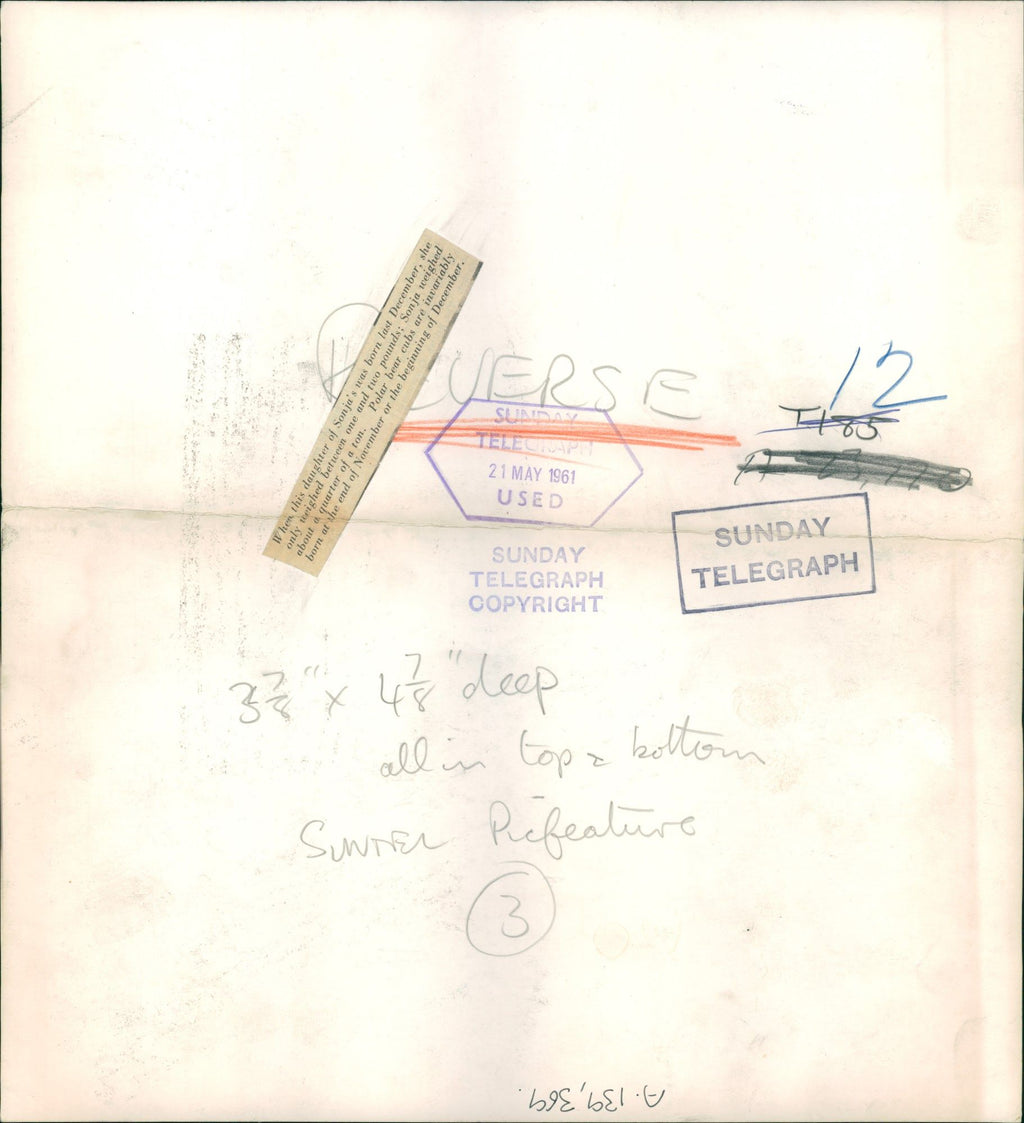 When this daughter of Sonja's was born last December, she
only weighed between one and two pounds; Sonja weighed
about a quarter of a ton. Polar bear cubs are invariably
born at the end of November or the beginning of December.
REVERSE
12
T185
SUNDAY
TELEGRAPH
21 MAY 1961
USED
SUNDAY
TELEGRAPH
SUNDAY
TELEGRAPH
COPYRIGHT
3 7/8" x 4 7/8" deep
all in top & bottom
SUNTEL Picfeature
3
A.139,369.